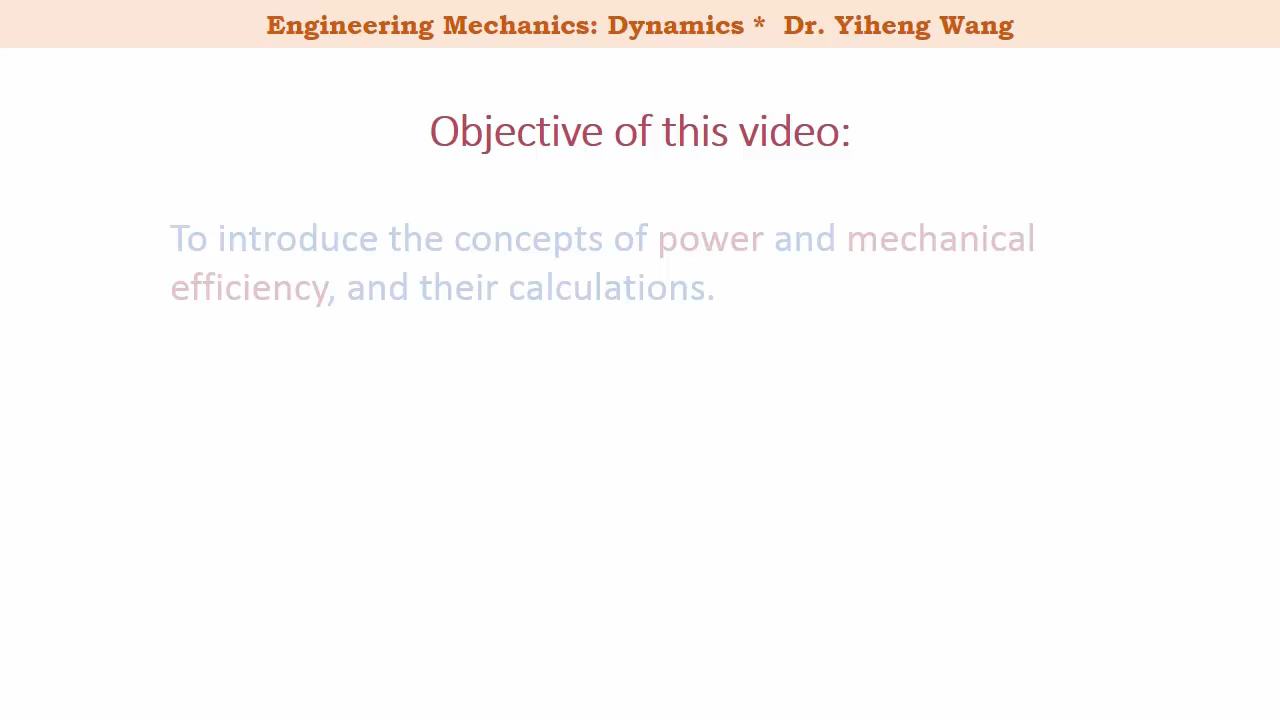 Engineering Mechanics: Dynamics * Dr. Yiheng Wang
Objective of this video:
To introduce the concepts of power and mechanical
efficiency, and their calculations.